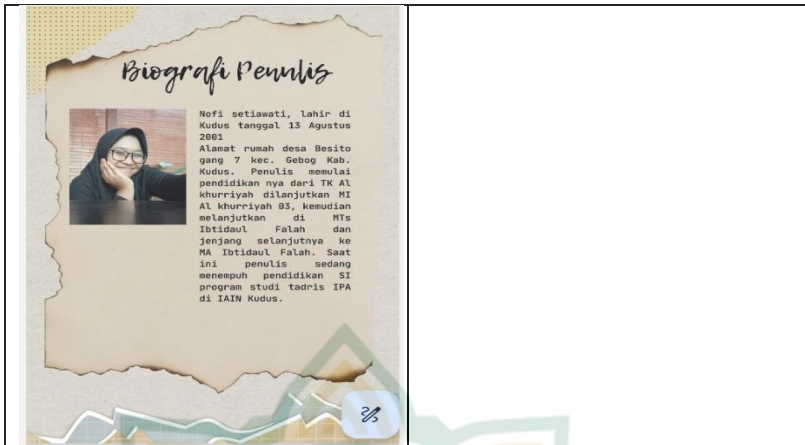 Biografi Penulis
Nofi setiawati, lahir di
Kudus tanggal 13 Agustus
2001
Alamat rumah desa Besito
gang 7 kec. Gebog Kab.
Kudus. Penulis memulai
pendidikan nya dari TK Al
khurriyah dilanjutkan MI
Al khurriyah 03, kemudian
melanjutkan di MTs
Ibtidaul Falah dan
jenjang selanjutnya ke
MA Ibtidaul Falah. Saat
ini penulis sedang
menempuh pendidikan SI
program studi tadris IPA
di IAIN Kudus.